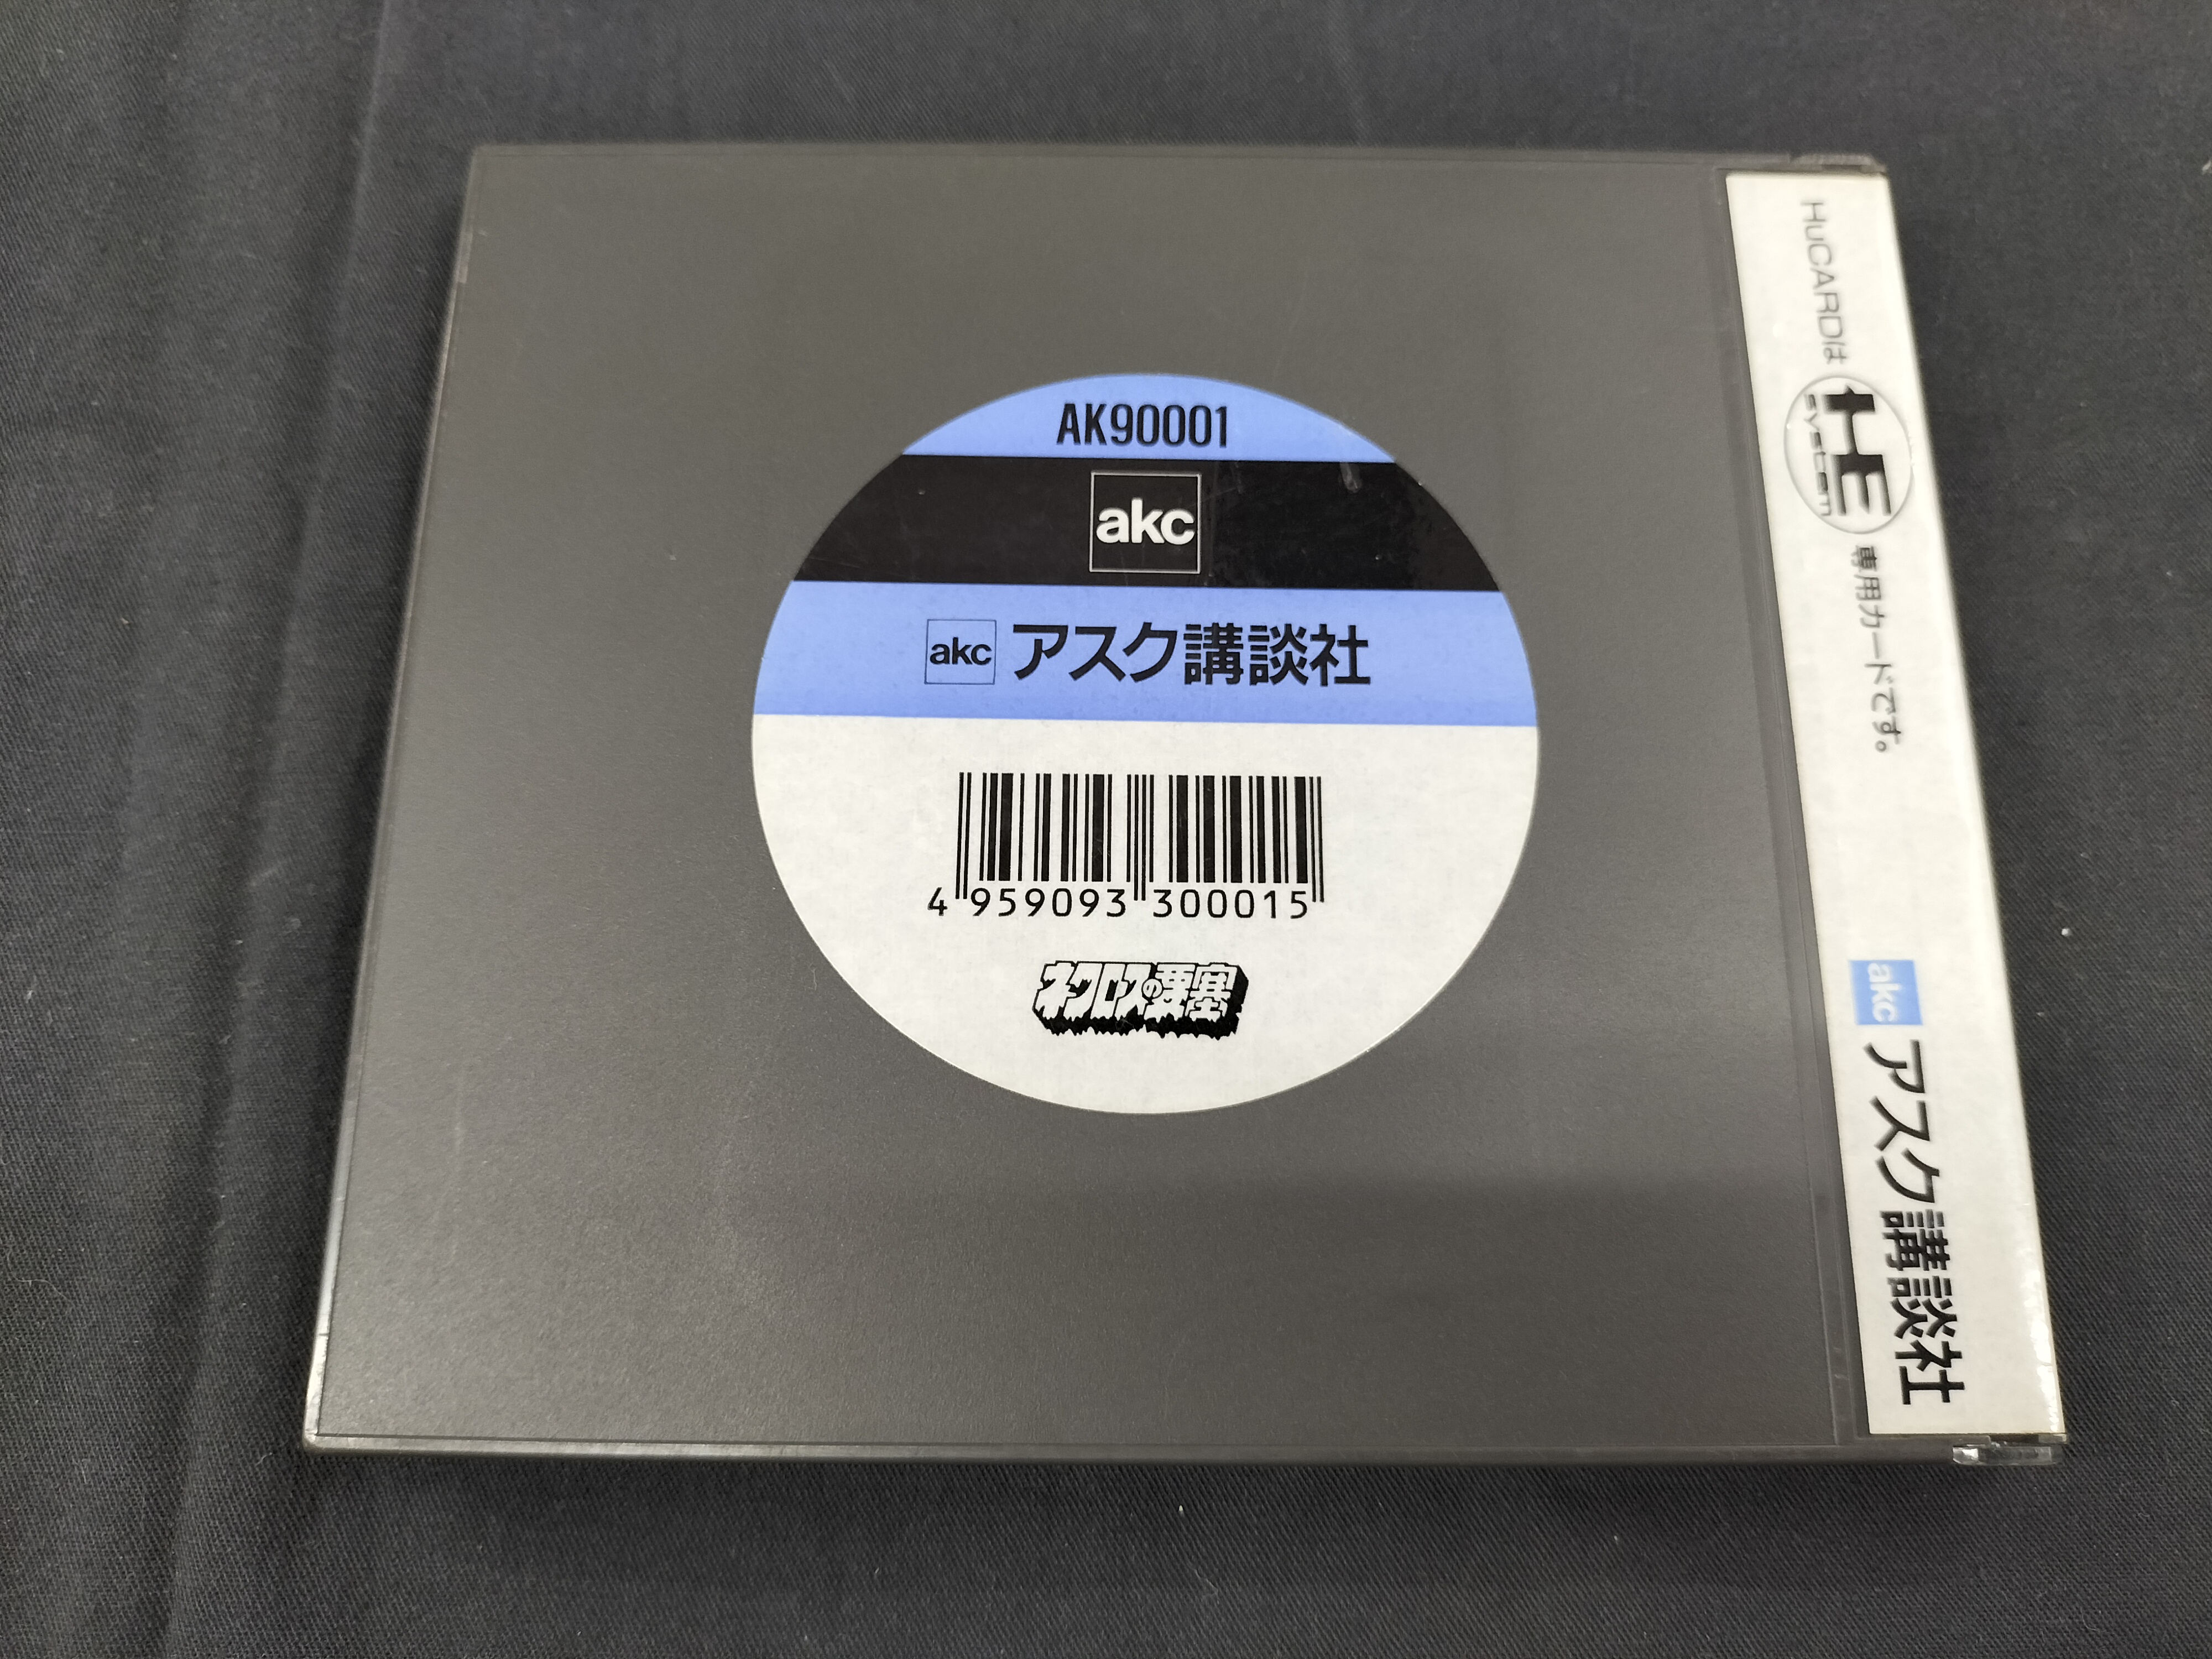 AK90001
akc
akc アスク講談社
4 959093 300015
ネクロスの要塞
HuCARDは HE system 専用カードです。
akc アスク講談社